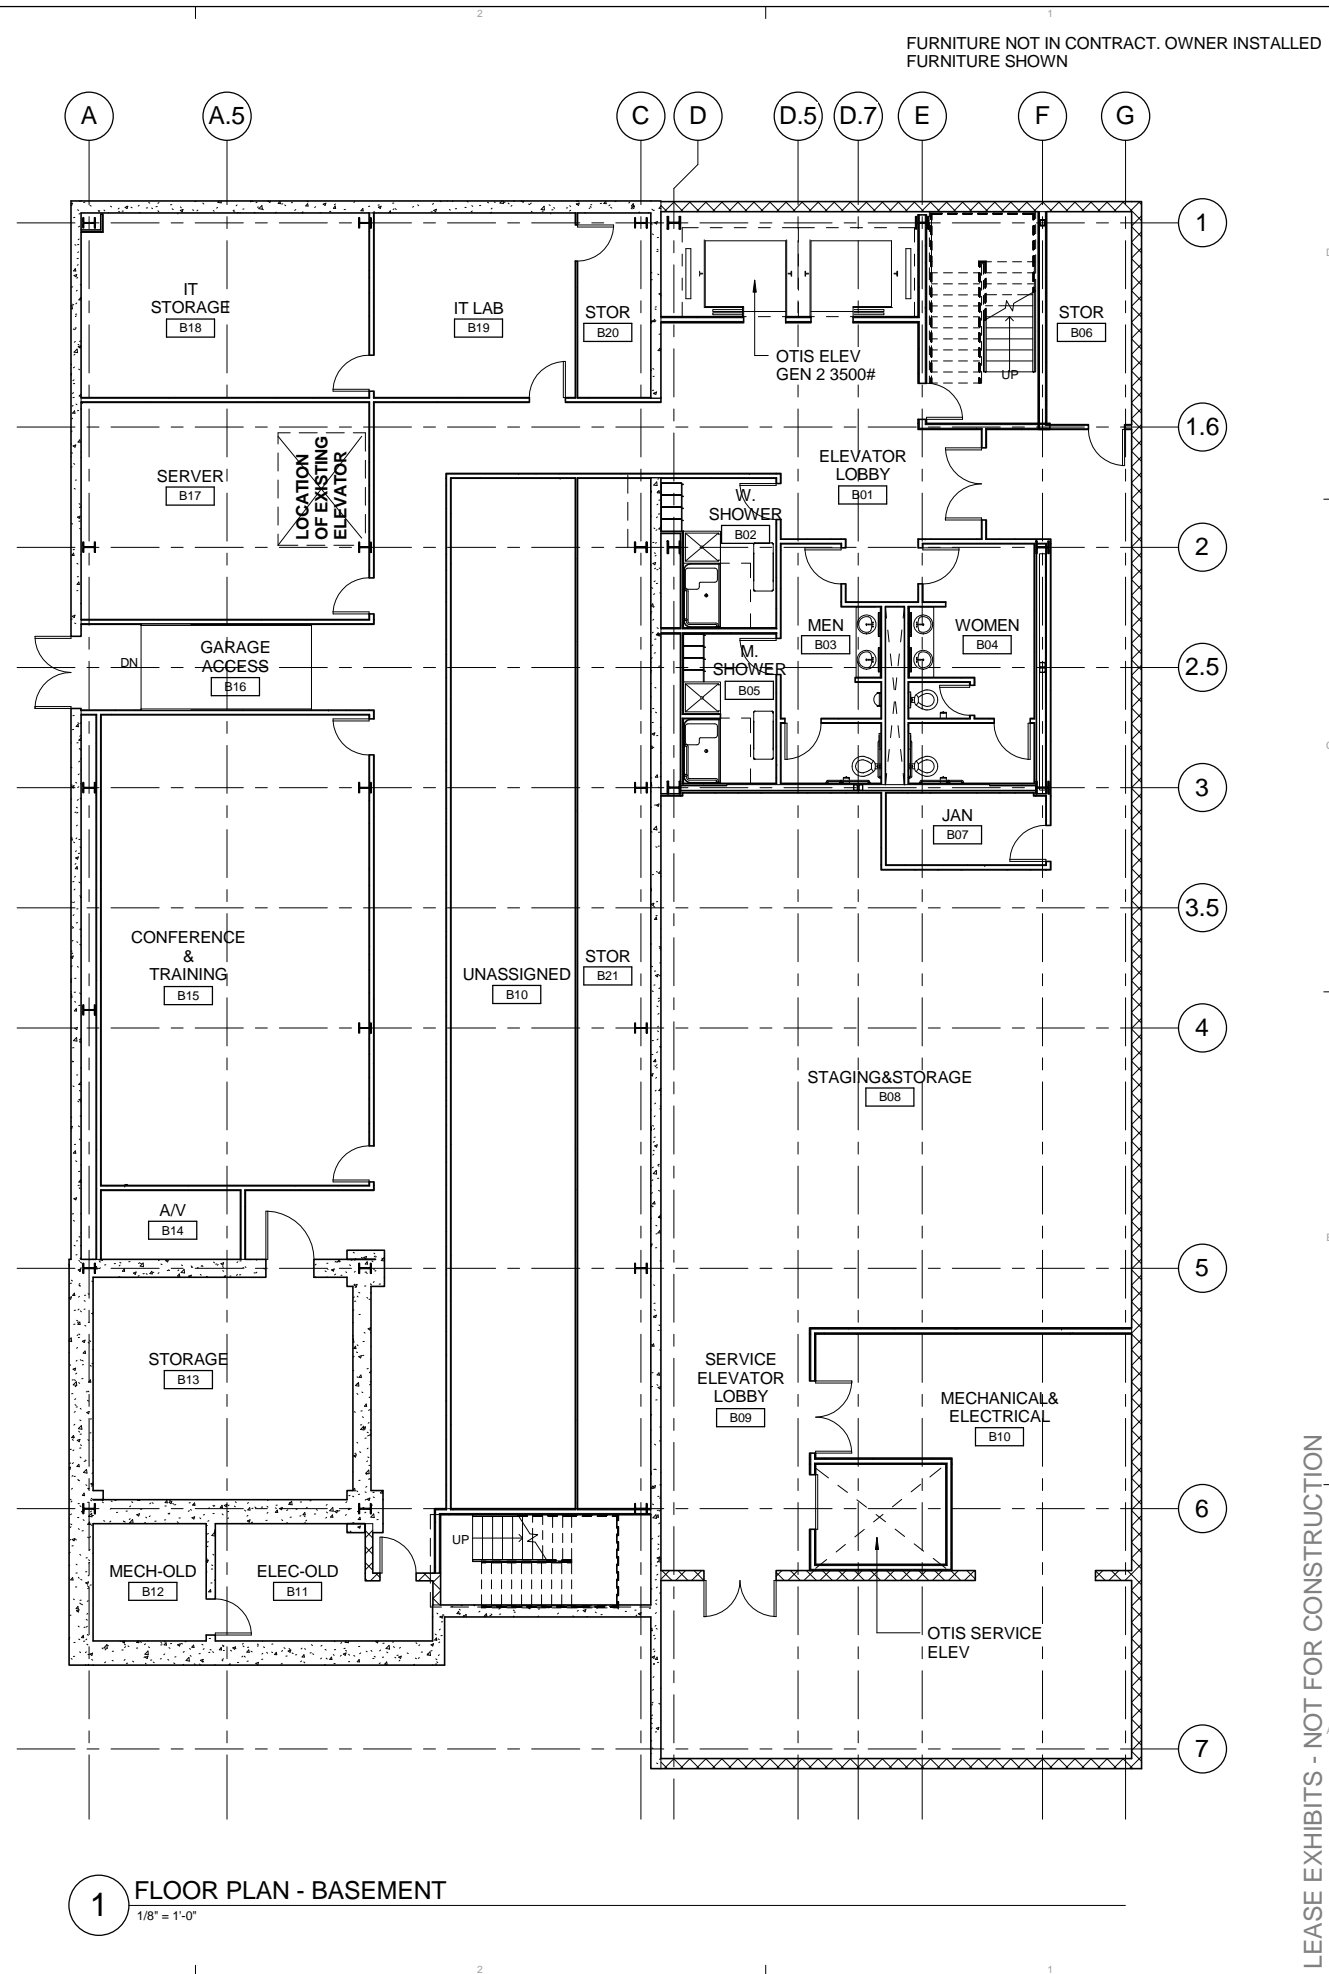 2
1
FURNITURE NOT IN CONTRACT. OWNER INSTALLED
FURNITURE SHOWN
A
A.5
C
D
D.5
D.7
E
F
G
1
1.6
2
2.5
3
3.5
4
5
6
7
IT
STORAGE
B18
IT LAB
B19
STOR
B20
OTIS ELEV
GEN 2 3500#
UP
STOR
B06
SERVER
B17
LOCATION
OF EXISTING
ELEVATOR
ELEVATOR
LOBBY
B01
W.
SHOWER
B02
MEN
B03
WOMEN
B04
GARAGE
ACCESS
B16
DN
M.
SHOWER
B05
JAN
B07
CONFERENCE
&
TRAINING
B15
UNASSIGNED
B10
STOR
B21
STAGING&STORAGE
B08
A/V
B14
STORAGE
B13
SERVICE
ELEVATOR
LOBBY
B09
MECHANICAL&
ELECTRICAL
B10
UP
MECH-OLD
B12
ELEC-OLD
B11
OTIS SERVICE
ELEV
1
FLOOR PLAN - BASEMENT
1/8" = 1'-0"
LEASE EXHIBITS - NOT FOR CONSTRUCTION
2
1